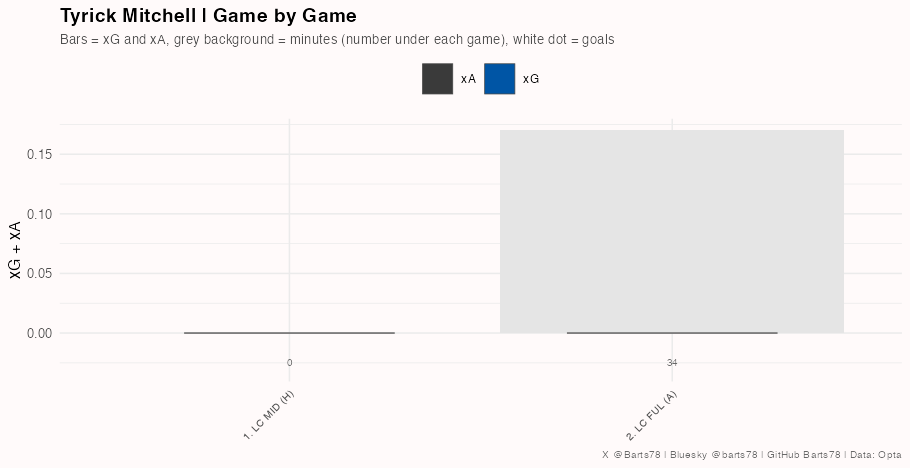 Tyrick Mitchell | Game by Game
Bars = xG and xA, grey background = minutes (number under each game), white dot = goals
xA xG
xG + xA
0.15
0.10
0.05
0.00
0 34
1. LC MID (H) 2. LC FUL (A)
X @Barts78 | Bluesky @barts78 | GitHub Barts78 | Data: Opta